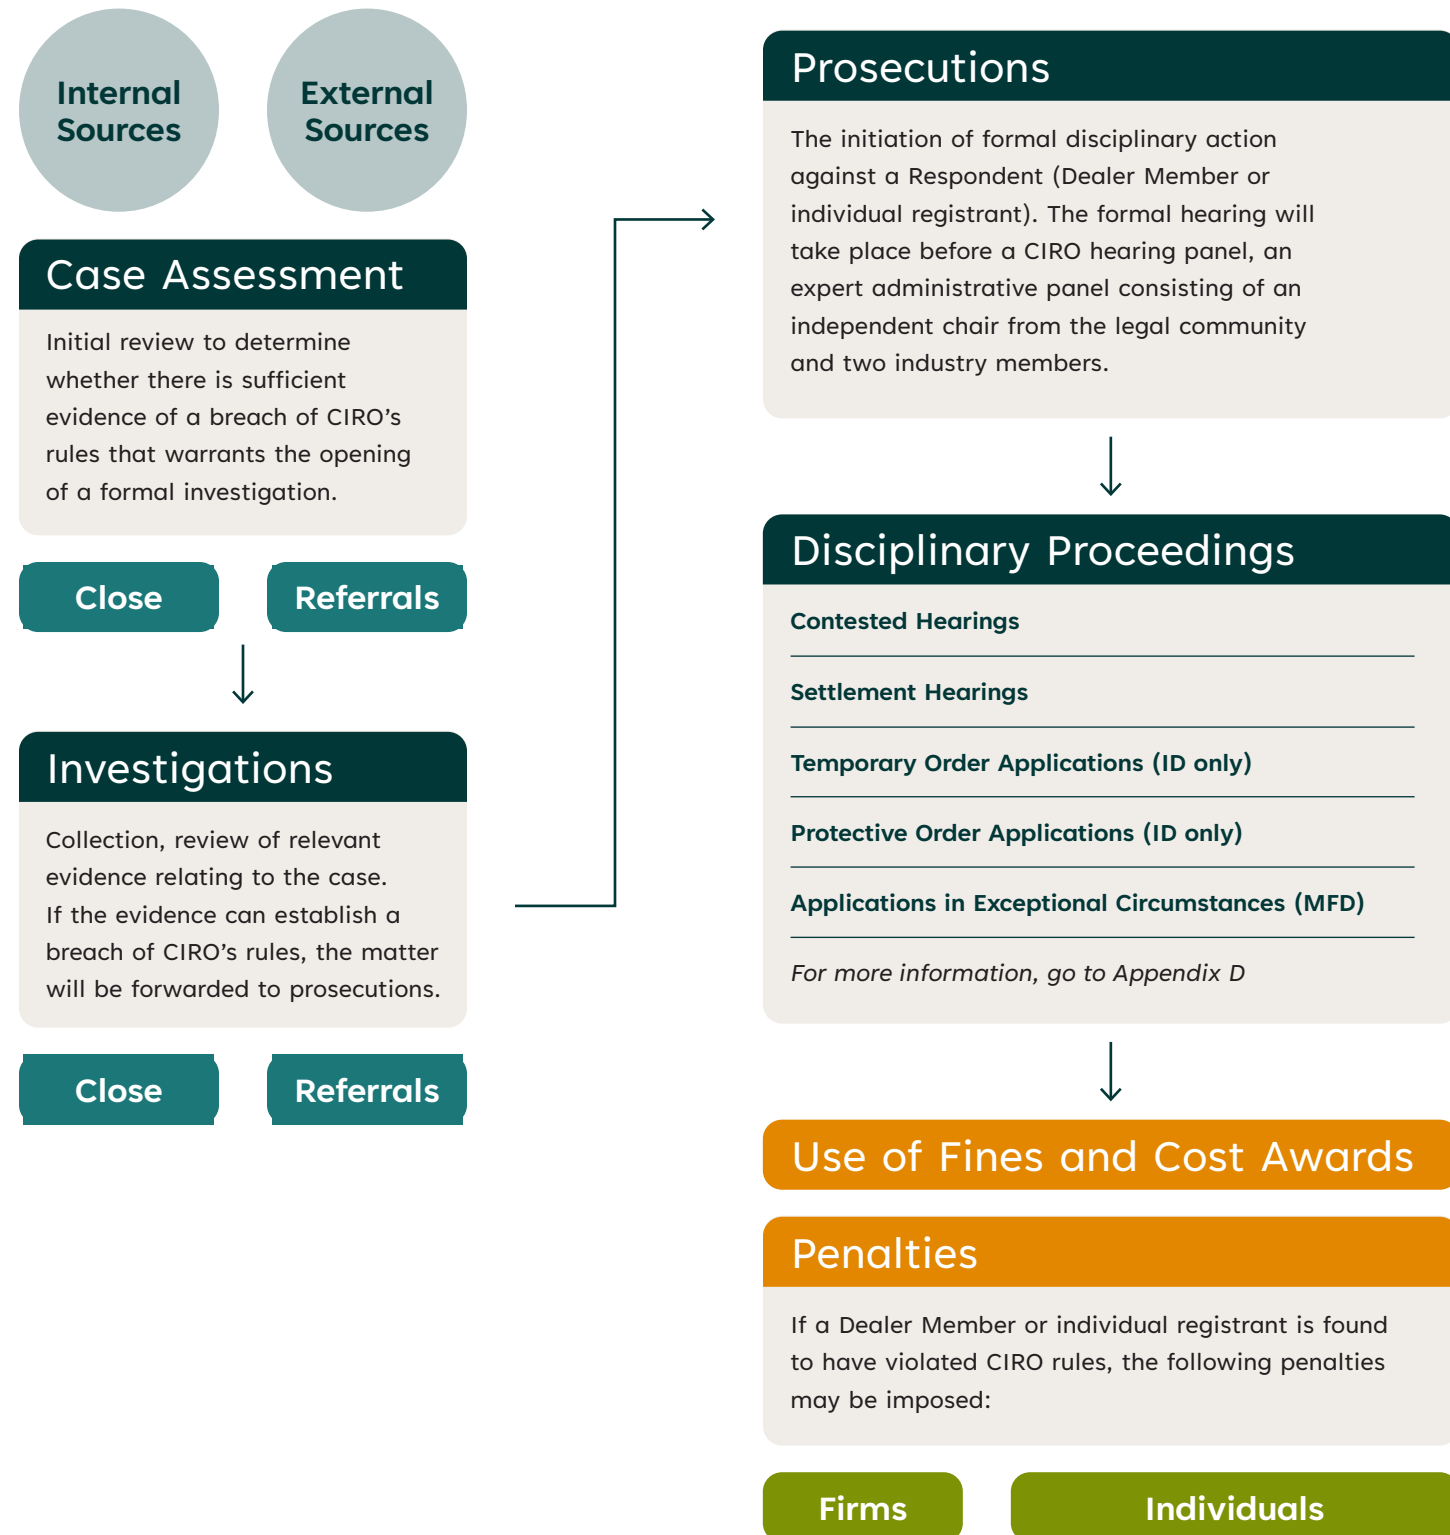 Internal
Sources
External
Sources
Case Assessment
Initial review to determine
whether there is sufficient
evidence of a breach of CIRO’s
rules that warrants the opening
of a formal investigation.
Close
Referrals
Investigations
Collection, review of relevant
evidence relating to the case.
If the evidence can establish a
breach of CIRO’s rules, the matter
will be forwarded to prosecutions.
Close
Referrals
Prosecutions
The initiation of formal disciplinary action
against a Respondent (Dealer Member or
individual registrant). The formal hearing will
take place before a CIRO hearing panel, an
expert administrative panel consisting of an
independent chair from the legal community
and two industry members.
Disciplinary Proceedings
Contested Hearings
Settlement Hearings
Temporary Order Applications (ID only)
Protective Order Applications (ID only)
Applications in Exceptional Circumstances (MFD)
For more information, go to Appendix D
Use of Fines and Cost Awards
Penalties
If a Dealer Member or individual registrant is found
to have violated CIRO rules, the following penalties
may be imposed:
Firms
Individuals